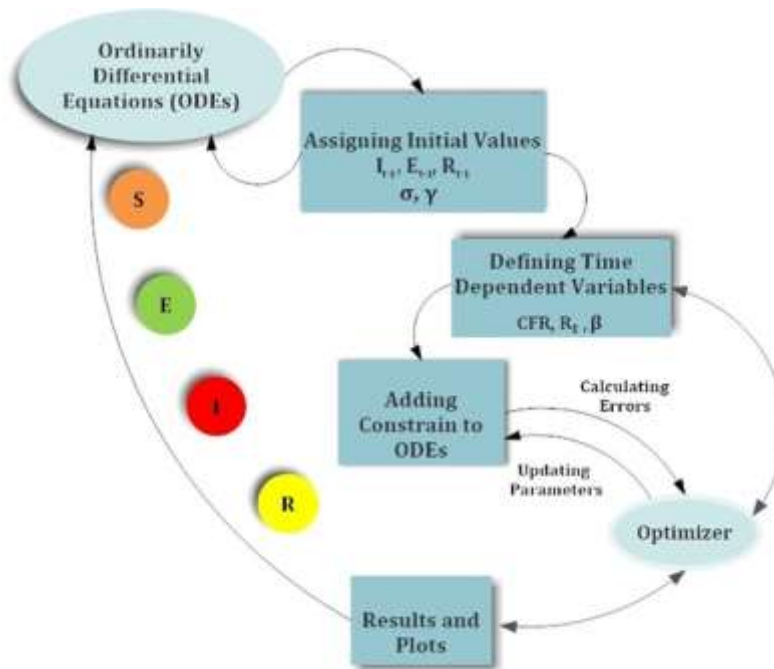 Ordinarily
Differential
Equations (ODEs)
Assigning Initial Values
I, E, R
σ, γ
S
Defining Time
Dependent Variables
CFR, R, β
E
Adding
Constrain to
ODEs
Calculating
Errors
I
Updating
Parameters
R
Optimizer
Results and
Plots